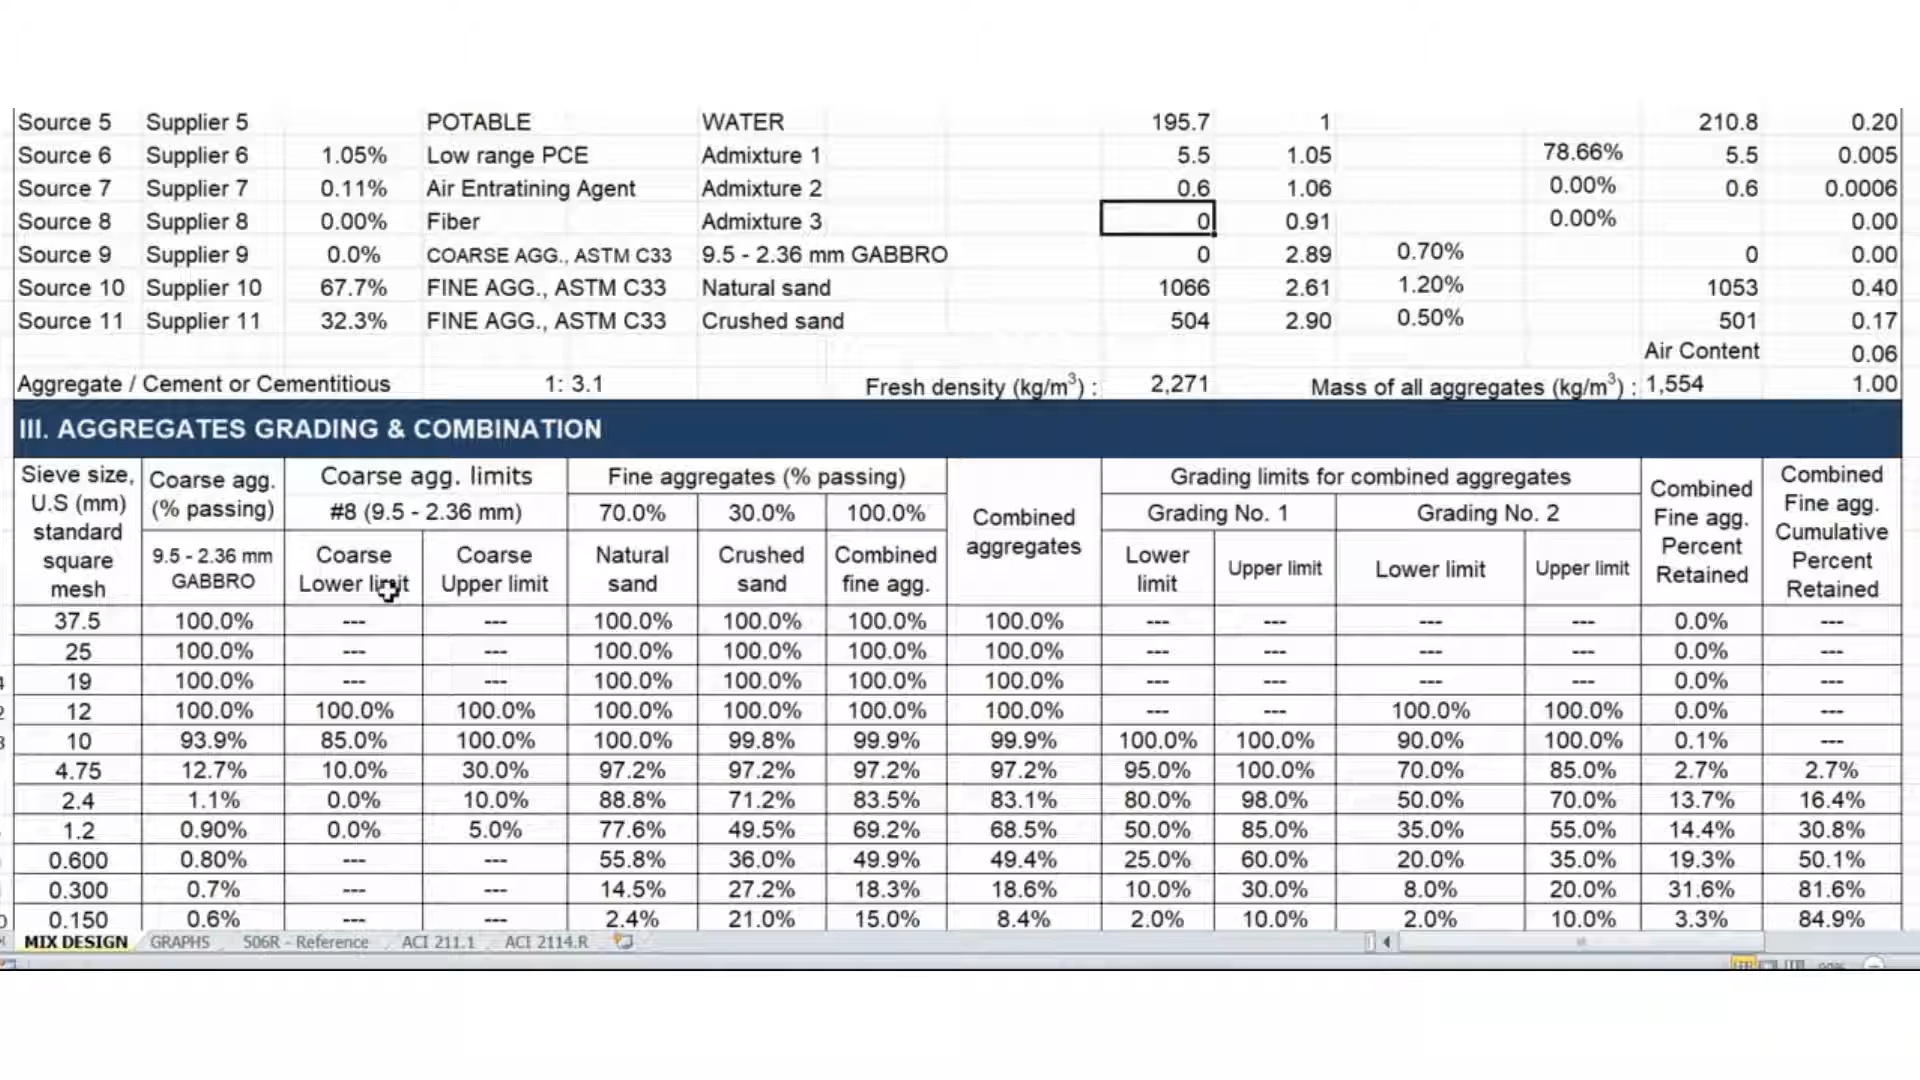 Source 5 Supplier 5 POTABLE WATER 195.7 1 210.8 0.20
Source 6 Supplier 6 1.05% Low range PCE Admixture 1 5.5 1.05 78.66% 5.5 0.005
Source 7 Supplier 7 0.11% Air Entratining Agent Admixture 2 0.6 1.06 0.00% 0.6 0.0006
Source 8 Supplier 8 0.00% Fiber Admixture 3 0 0.91 0.00% 0.00
Source 9 Supplier 9 0.0% COARSE AGG., ASTM C33 9.5 - 2.36 mm GABBRO 0 2.89 0.70% 0 0.00
Source 10 Supplier 10 67.7% FINE AGG., ASTM C33 Natural sand 1066 2.61 1.20% 1053 0.40
Source 11 Supplier 11 32.3% FINE AGG., ASTM C33 Crushed sand 504 2.90 0.50% 501 0.17
Air Content 0.06
Aggregate / Cement or Cementitious 1: 3.1 Fresh density (kg/m³) : 2,271 Mass of all aggregates (kg/m³) : 1,554 1.00
III. AGGREGATES GRADING & COMBINATION
Sieve size, U.S (mm) standard square mesh
Coarse agg. (% passing)
9.5 - 2.36 mm GABBRO
Coarse agg. limits
#8 (9.5 - 2.36 mm)
Coarse Lower limit
Coarse Upper limit
Fine aggregates (% passing)
70.0% 30.0% 100.0%
Natural sand
Crushed sand
Combined fine agg.
Combined aggregates
Grading limits for combined aggregates
Grading No. 1 Grading No. 2
Lower limit Upper limit Lower limit Upper limit
Combined Fine agg. Percent Retained
Combined Fine agg. Cumulative Percent Retained
37.5 100.0% --- --- 100.0% 100.0% 100.0% 100.0% --- --- --- --- 0.0% ---
25 100.0% --- --- 100.0% 100.0% 100.0% 100.0% --- --- --- --- 0.0% ---
19 100.0% --- --- 100.0% 100.0% 100.0% 100.0% --- --- --- --- 0.0% ---
12 100.0% 100.0% 100.0% 100.0% 100.0% 100.0% 100.0% --- --- 100.0% 100.0% 0.0% ---
10 93.9% 85.0% 100.0% 100.0% 99.8% 99.9% 99.9% 100.0% 100.0% 90.0% 100.0% 0.1% ---
4.75 12.7% 10.0% 30.0% 97.2% 97.2% 97.2% 97.2% 95.0% 100.0% 70.0% 85.0% 2.7% 2.7%
2.4 1.1% 0.0% 10.0% 88.8% 71.2% 83.5% 83.1% 80.0% 98.0% 50.0% 70.0% 13.7% 16.4%
1.2 0.90% 0.0% 5.0% 77.6% 49.5% 69.2% 68.5% 50.0% 85.0% 35.0% 55.0% 14.4% 30.8%
0.600 0.80% --- --- 55.8% 36.0% 49.9% 49.4% 25.0% 60.0% 20.0% 35.0% 19.3% 50.1%
0.300 0.7% --- --- 14.5% 27.2% 18.3% 18.6% 10.0% 30.0% 8.0% 20.0% 31.6% 81.6%
0.150 0.6% --- --- 2.4% 21.0% 15.0% 8.4% 2.0% 10.0% 2.0% 10.0% 3.3% 84.9%
MIX DESIGN GRAPHS 506R - Reference ACI 211.1 ACI 2114.R